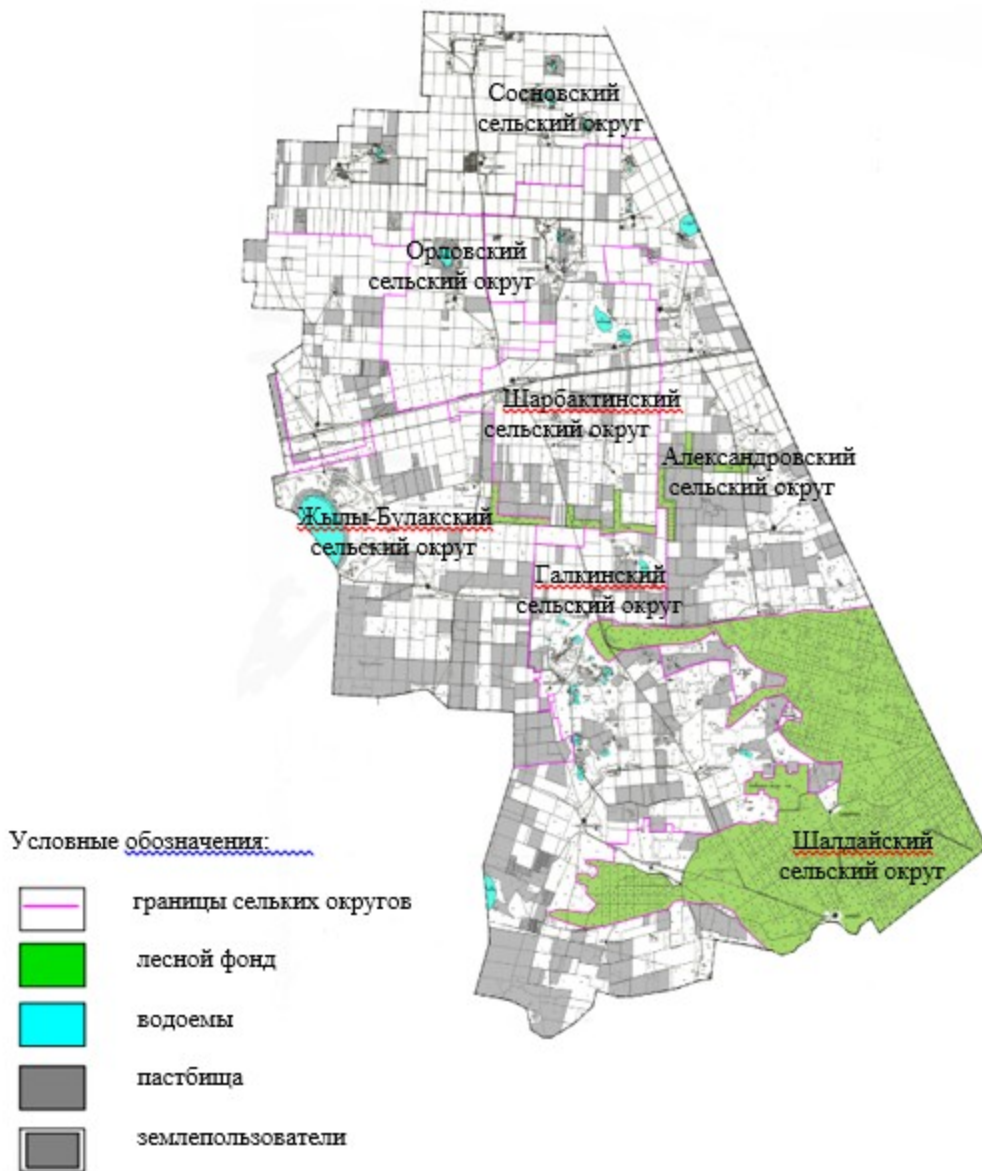 Сосновский
сельский округ
Орловский
сельский округ
Шарбактинский
сельский округ
Александровский
сельский округ
Жылы-Булакский
сельский округ
Галкинский
сельский округ
Шалдайский
сельский округ
Условные обозначения:
границы сельких округов
лесной фонд
водоемы
пастбища
землепользователи